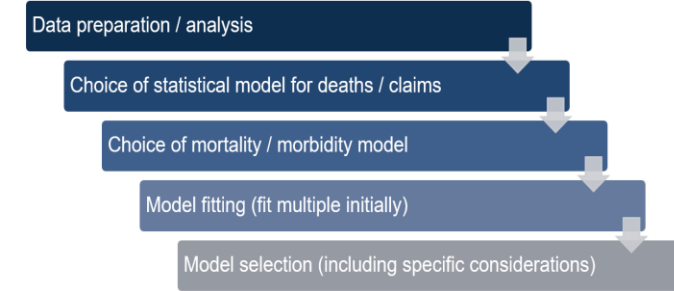 Data preparation / analysis
Choice of statistical model for deaths / claims
Choice of mortality / morbidity model
Model fitting (fit multiple initially)
Model selection (including specific considerations)